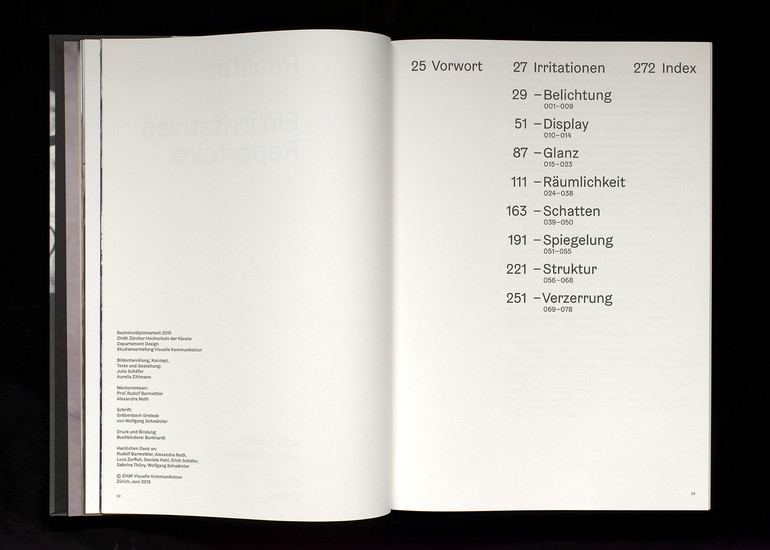 Bachelordiplomarbeit 2015
ZHdK Zürcher Hochschule der Künste
Departement Design
Studienvertiefung Visuelle Kommunikation
Bildentwicklung, Konzept,
Texte und Gestaltung:
Julia Schäfer
Aurelia Zihlmann
Mentorenteam:
Prof. Rudolf Barmettler
Alexandra Noth
Schrift:
Gräbenbach Grotesk
von Wolfgang Schwärzler
Druck und Bindung:
Buchbinderei Burkhardt
Herzlichen Dank an:
Rudolf Barmettler, Alexandra Noth,
Luca Zurfluh, Daniela Hahl, Erich Schäfer,
Sabrina Thöny, Wolfgang Schwärzler
© ZHdK Visuelle Kommunikation
Zürich, Juni 2015
22
25 Vorwort
27 Irritationen
272 Index
29 –Belichtung
001–009
51 –Display
010–014
87 –Glanz
015–023
111 –Räumlichkeit
024–038
163 –Schatten
039–050
191 –Spiegelung
051–055
221 –Struktur
056–068
251 –Verzerrung
069–078
23